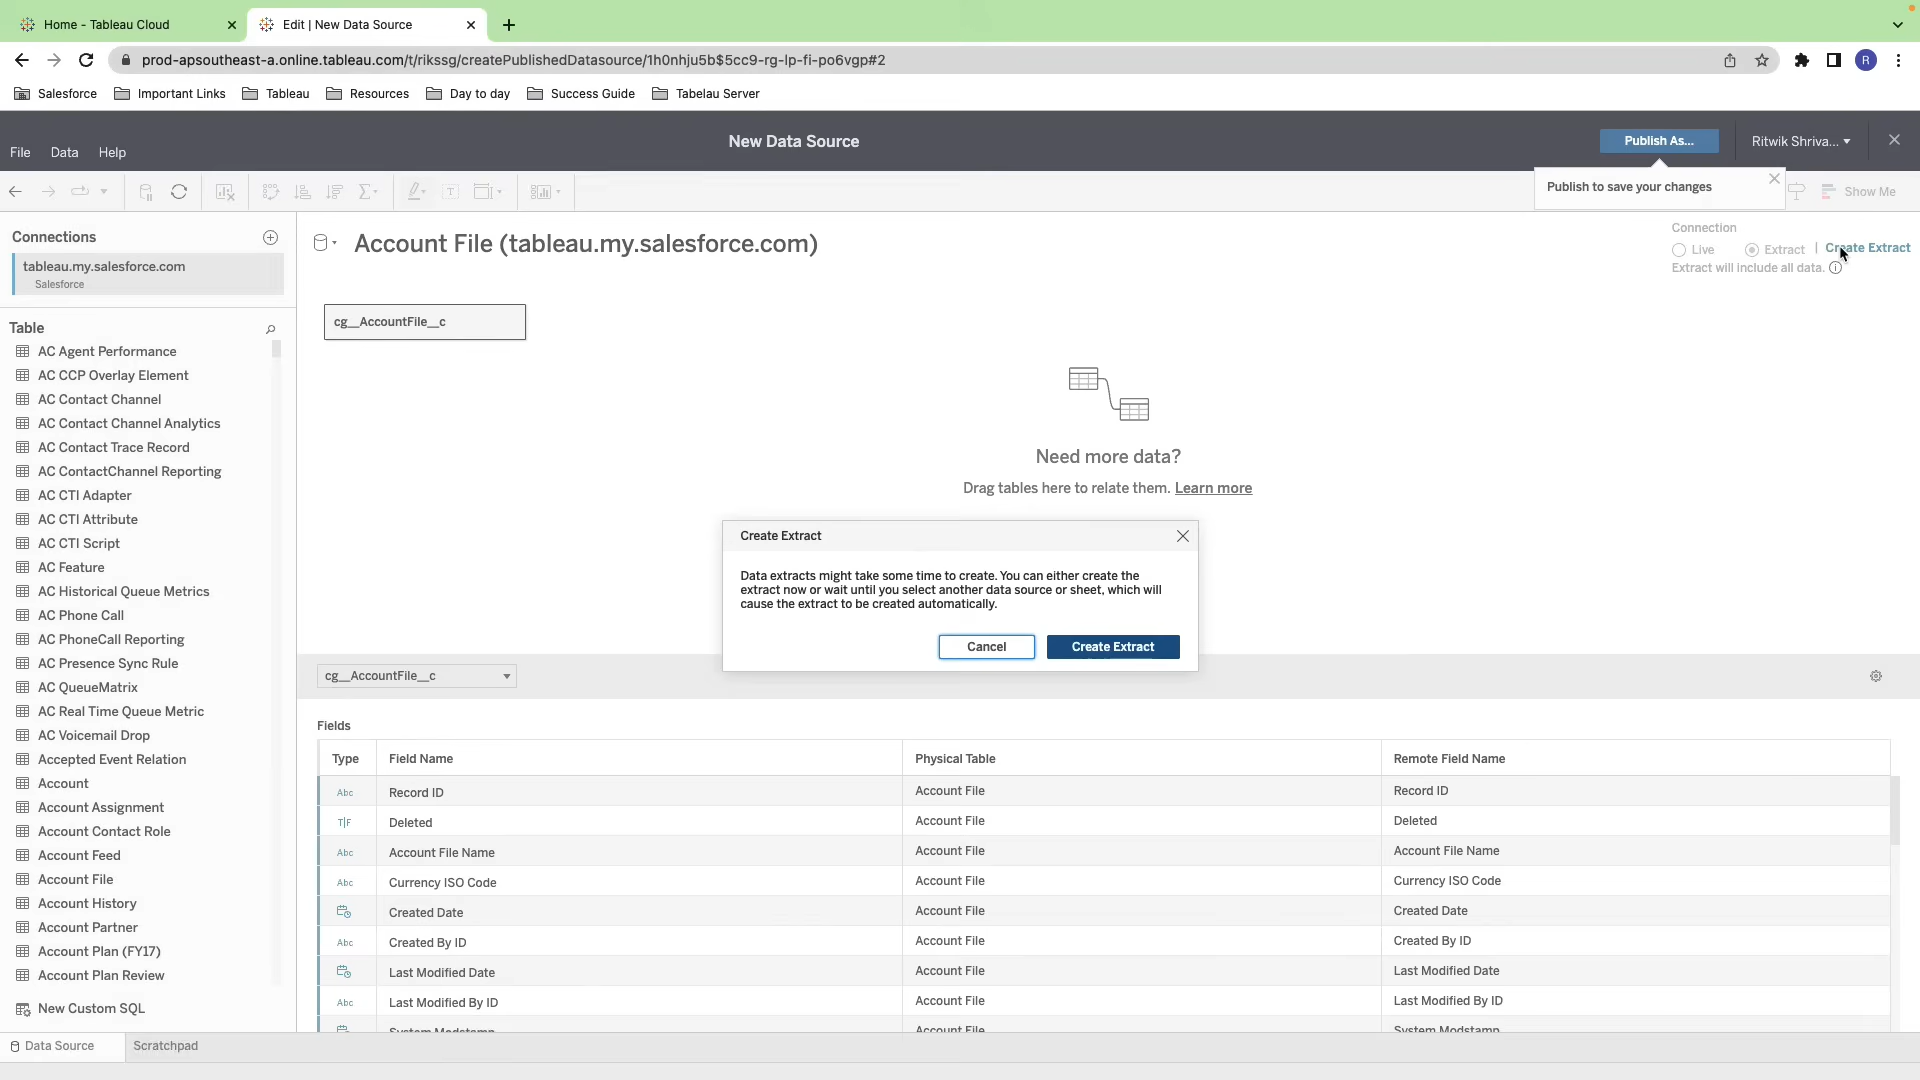 Home - Tableau Cloud
Edit | New Data Source
prod-apsoutheast-a.online.tableau.com/t/rikssg/createPublishedDatasource/1h0nhju5b$5cc9-rg-lp-fi-po6vgp#2
R
Salesforce
Important Links
Tableau
Resources
Day to day
Success Guide
Tabelau Server
New Data Source
Publish As...
Ritwik Shriva...
File
Data
Help
Publish to save your changes
Show Me
Connections
tableau.my.salesforce.com
Salesforce
Account File (tableau.my.salesforce.com)
Connection
Live
Extract
Create Extract
Extract will include all data.
cg__AccountFile__c
Need more data?
Drag tables here to relate them. Learn more
Table
AC Agent Performance
AC CCP Overlay Element
AC Contact Channel
AC Contact Channel Analytics
AC Contact Trace Record
AC ContactChannel Reporting
AC CTI Adapter
AC CTI Attribute
AC CTI Script
AC Feature
AC Historical Queue Metrics
AC Phone Call
AC PhoneCall Reporting
AC Presence Sync Rule
AC QueueMatrix
AC Real Time Queue Metric
AC Voicemail Drop
Accepted Event Relation
Account
Account Assignment
Account Contact Role
Account Feed
Account File
Account History
Account Partner
Account Plan (FY17)
Account Plan Review
New Custom SQL
Create Extract
Data extracts might take some time to create. You can either create the
extract now or wait until you select another data source or sheet, which will
cause the extract to be created automatically.
Cancel
Create Extract
cg__AccountFile__c
Fields
Type Field Name Physical Table Remote Field Name
Abc Record ID Account File Record ID
T|F Deleted Account File Deleted
Abc Account File Name Account File Account File Name
Abc Currency ISO Code Account File Currency ISO Code
Created Date Account File Created Date
Abc Created By ID Account File Created By ID
Last Modified Date Account File Last Modified Date
Abc Last Modified By ID Account File Last Modified By ID
System Modstamp Account File System Modstamp
Data Source
Scratchpad